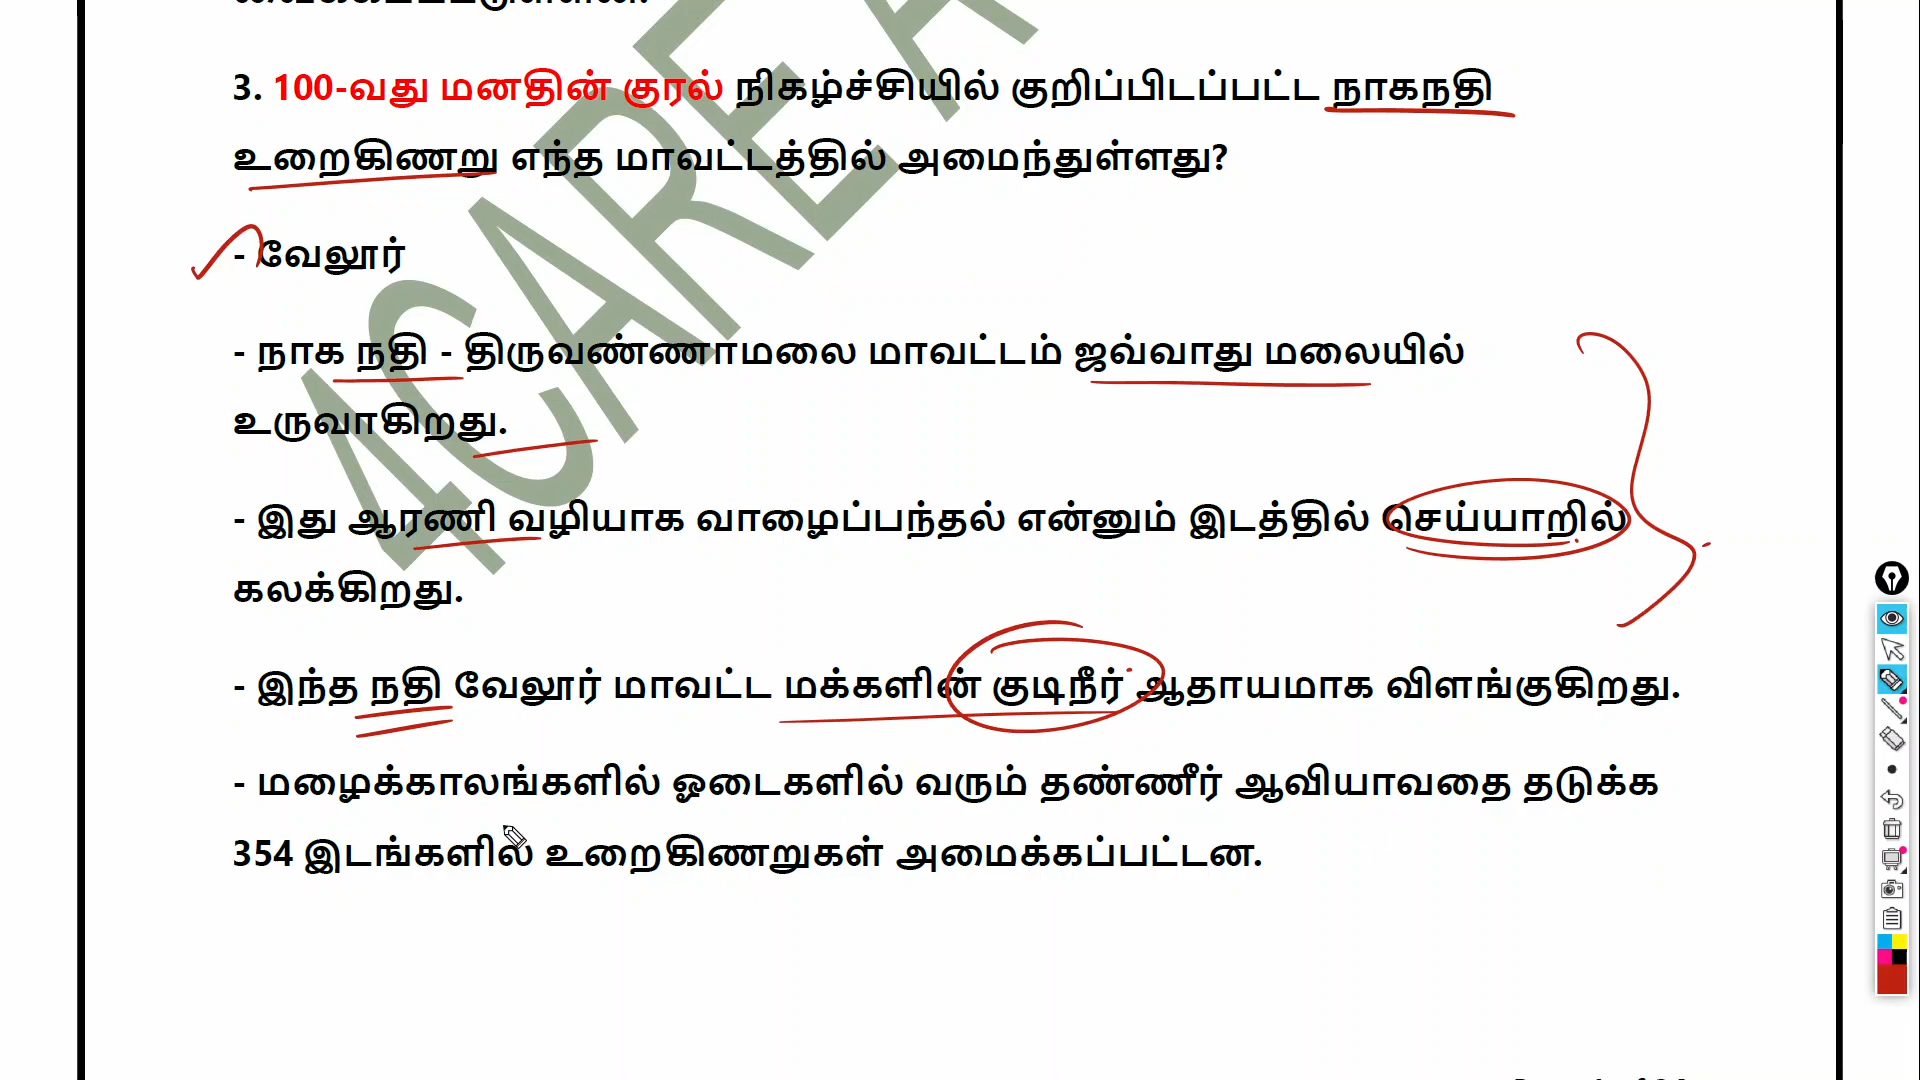 3. 100-வது மனதின் குரல் நிகழ்ச்சியில் குறிப்பிடப்பட்ட நாகநதி
உறைகிணறு எந்த மாவட்டத்தில் அமைந்துள்ளது?
- வேலூர்
- நாக நதி - திருவண்ணாமலை மாவட்டம் ஜவ்வாது மலையில்
உருவாகிறது.
- இது ஆரணி வழியாக வாழைப்பந்தல் என்னும் இடத்தில் செய்யாறில்
கலக்கிறது.
- இந்த நதி வேலூர் மாவட்ட மக்களின் குடிநீர் ஆதாயமாக விளங்குகிறது.
- மழைக்காலங்களில் ஓடைகளில் வரும் தண்ணீர் ஆவியாவதை தடுக்க
354 இடங்களில் உறைகிணறுகள் அமைக்கப்பட்டன.
4CARE A